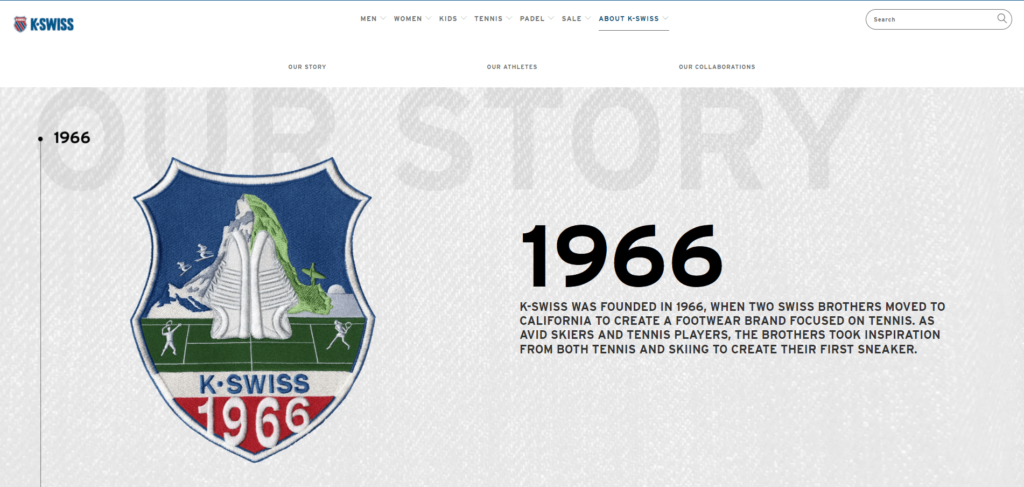 K-SWISS
MEN WOMEN KIDS TENNIS PADEL SALE ABOUT K-SWISS
Search
OUR STORY OUR ATHLETES OUR COLLABORATIONS
OUR STORY
1966
1966
K-SWISS WAS FOUNDED IN 1966, WHEN TWO SWISS BROTHERS MOVED TO
CALIFORNIA TO CREATE A FOOTWEAR BRAND FOCUSED ON TENNIS. AS
AVID SKIERS AND TENNIS PLAYERS, THE BROTHERS TOOK INSPIRATION
FROM BOTH TENNIS AND SKIING TO CREATE THEIR FIRST SNEAKER.
K•SWISS
1966